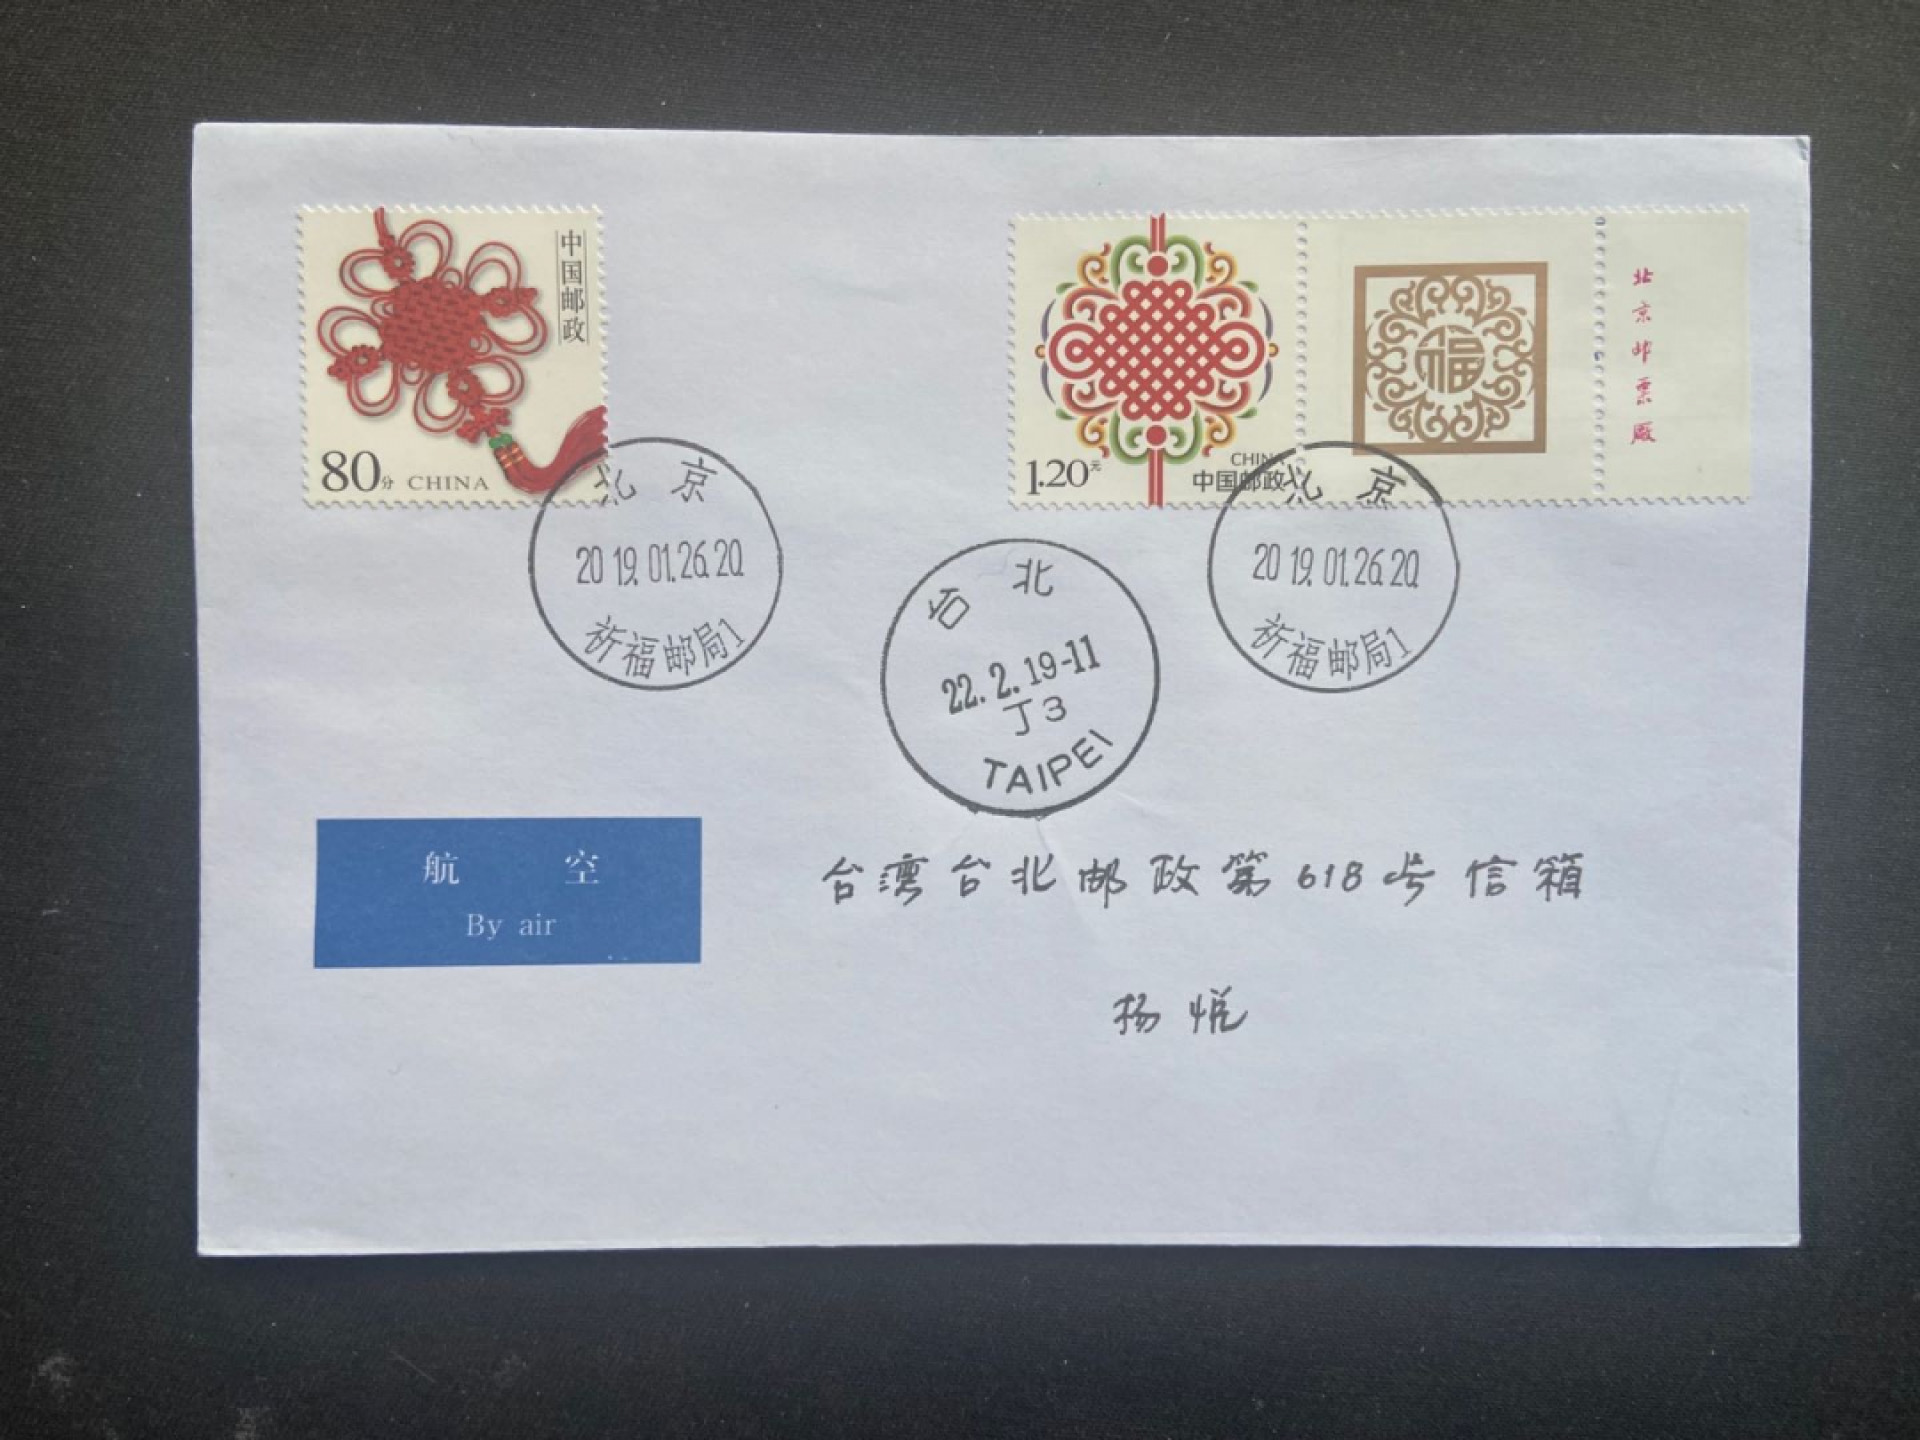 中国邮政
80分 CHINA
1.20元
CHINA
中国邮政
福
北京邮票厰
北京
2019.01.26.20.
祈福邮局1
台北
22.2.19-11
丁3
TAIPEI
北京
2019.01.26.20.
祈福邮局1
航空
By air
台湾台北邮政第618号信箱
杨悦